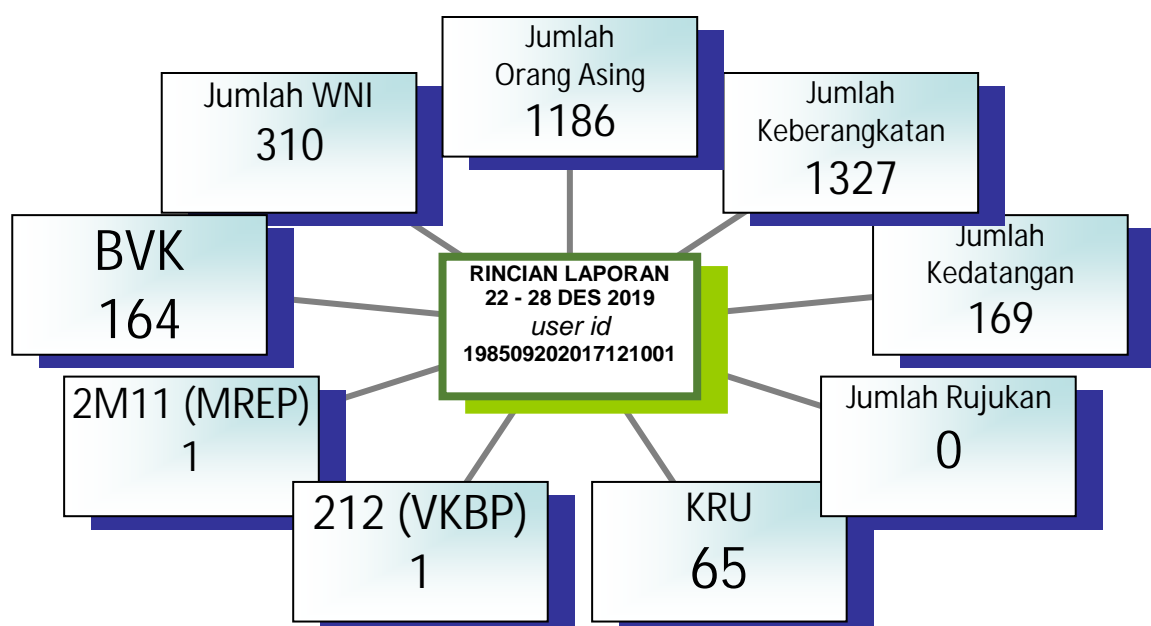 Jumlah
Orang Asing
1186
Jumlah WNI
310
Jumlah
Keberangkatan
1327
BVK
164
RINCIAN LAPORAN
22 - 28 DES 2019
user id
198509202017121001
Jumlah
Kedatangan
169
2M11 (MREP)
1
Jumlah Rujukan
0
212 (VKBP)
1
KRU
65